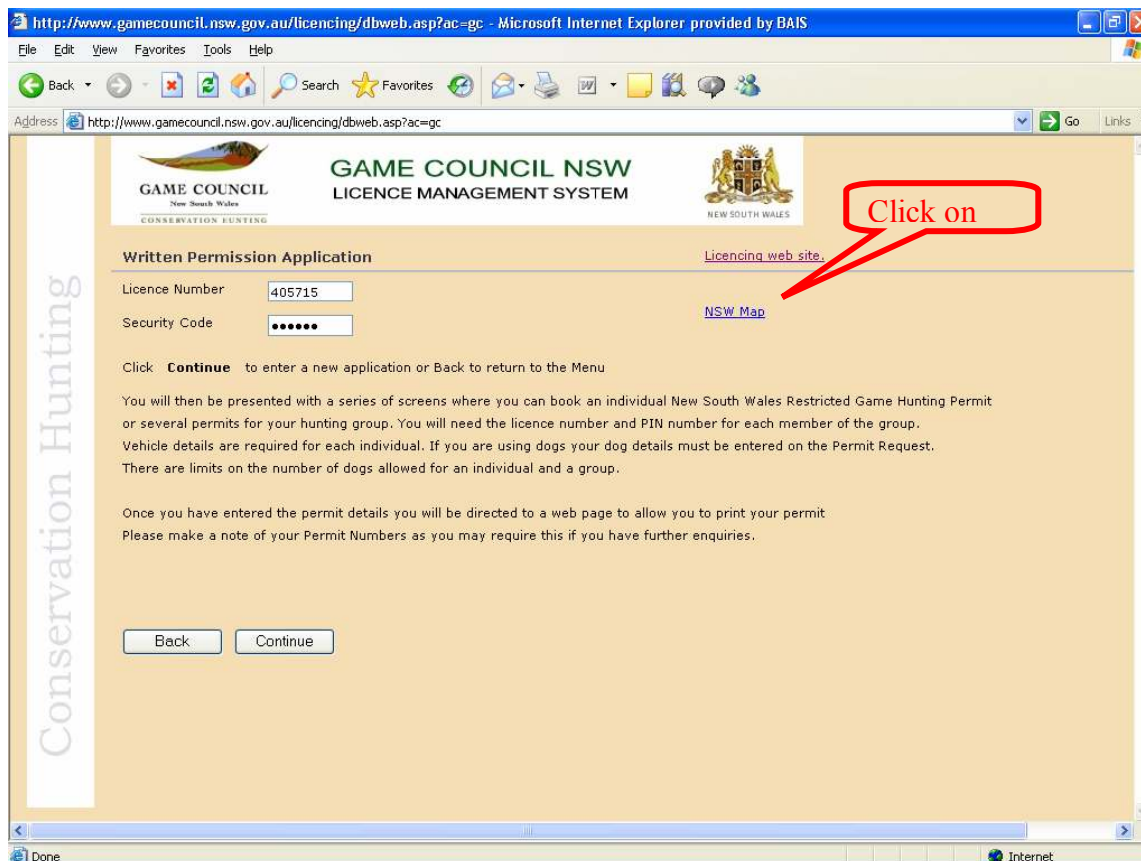 http://www.gamecouncil.nsw.gov.au/licencing/dbweb.asp?ac=gc - Microsoft Internet Explorer provided by BAIS
File Edit View Favorites Tools Help
Back Search Favorites
Address http://www.gamecouncil.nsw.gov.au/licencing/dbweb.asp?ac=gc Go Links
GAME COUNCIL
New South Wales
CONSERVATION HUNTING
GAME COUNCIL NSW
LICENCE MANAGEMENT SYSTEM
NEW SOUTH WALES
Click on
Written Permission Application Licencing web site.
Licence Number 405715
NSW Map
Security Code ●●●●●●
Click Continue to enter a new application or Back to return to the Menu
You will then be presented with a series of screens where you can book an individual New South Wales Restricted Game Hunting Permit
or several permits for your hunting group. You will need the licence number and PIN number for each member of the group.
Vehicle details are required for each individual. If you are using dogs your dog details must be entered on the Permit Request.
There are limits on the number of dogs allowed for an individual and a group.
Once you have entered the permit details you will be directed to a web page to allow you to print your permit
Please make a note of your Permit Numbers as you may require this if you have further enquiries.
Back Continue
Conservation Hunting
Done Internet